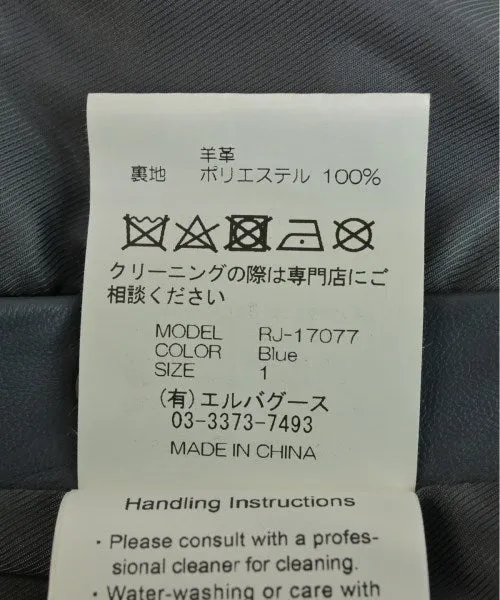 羊革
裏地 ポリエステル 100%
クリーニングの際は専門店にご
相談ください
MODEL RJ-17077
COLOR Blue
SIZE 1
(有)エルバグース
03-3373-7493
MADE IN CHINA
Handling Instructions
・Please consult with a profes-
sional cleaner for cleaning.
・Water-washing or care with